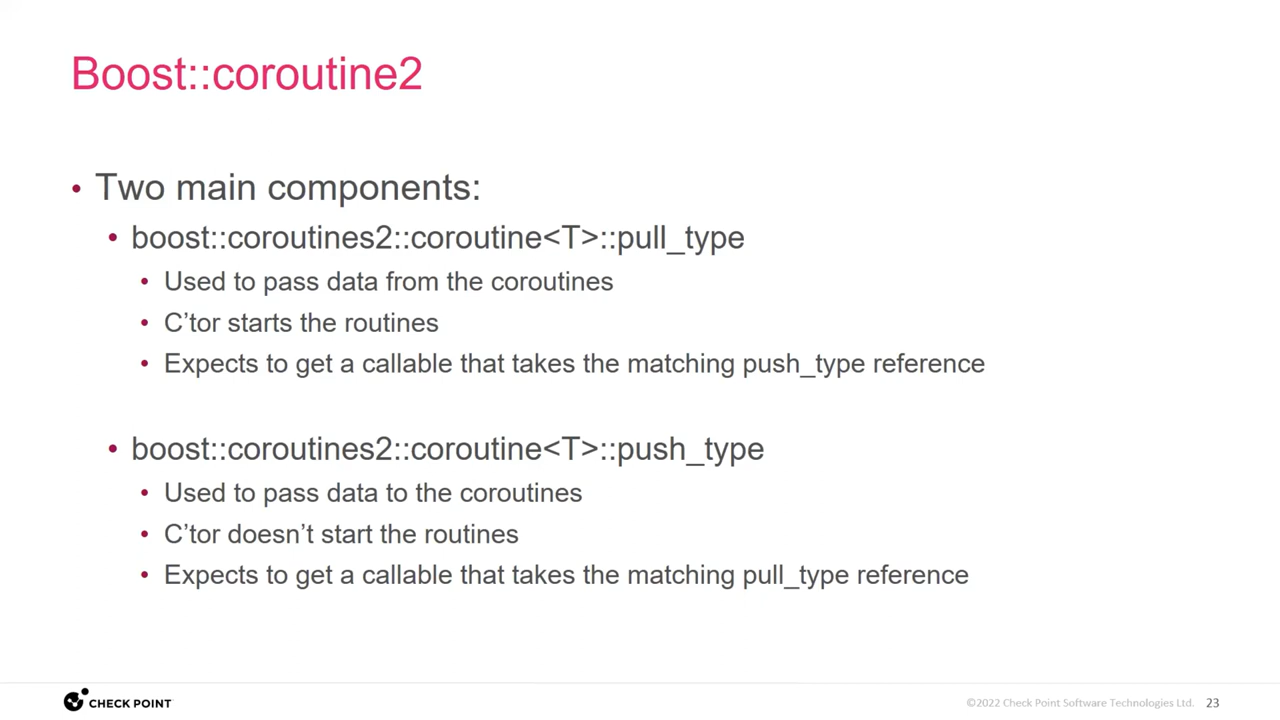 Boost::coroutine2
• Two main components:
• boost::coroutines2::coroutine<T>::pull_type
• Used to pass data from the coroutines
• C’tor starts the routines
• Expects to get a callable that takes the matching push_type reference
• boost::coroutines2::coroutine<T>::push_type
• Used to pass data to the coroutines
• C’tor doesn’t start the routines
• Expects to get a callable that takes the matching pull_type reference
CHECK POINT
©2022 Check Point Software Technologies Ltd. 23